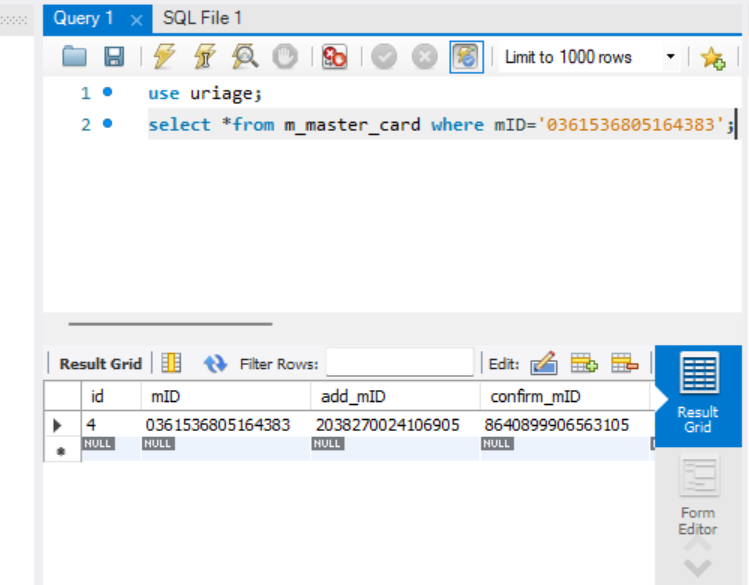 Query 1 × SQL File 1
Limit to 1000 rows
1 use uriage;
2 select *from m_master_card where mID='0361536805164383';
Result Grid Filter Rows: Edit:
id mID add_mID confirm_mID
4 0361536805164383 2038270024106905 8640899906563105
NULL NULL NULL NULL
Result
Grid
Form
Editor